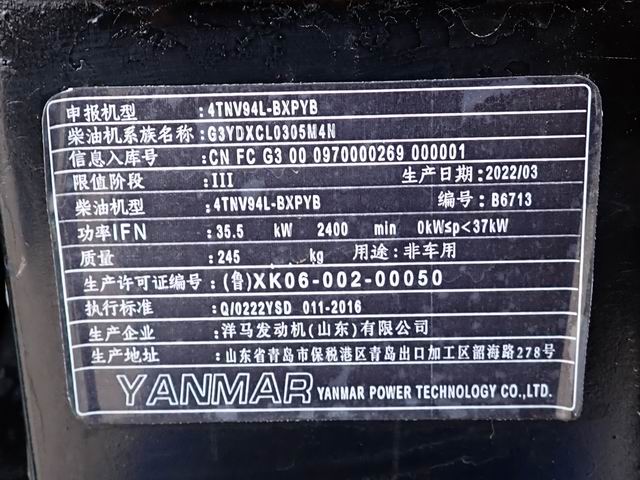 申报机型 :4TNV94L-BXPYB
柴油机系族名称:G3YDXCL0305M4N
信息入库号:CN FC G3 00 0970000269 000001
限值阶段 :III 生产日期:2022/03
柴油机型 :4TNV94L-BXPYB 编号:B6713
功率IFN :35.5 kW 2400 min 0kW≤p<37kW
质量 :245 kg 用途:非车用
生产许可证编号:(鲁)XK06-002-00050
执行标准 :Q/0222YSD 011-2016
生产企业 :洋马发动机(山东)有限公司
生产地址 :山东省青岛市保税港区青岛出口加工区韶海路278号
YANMAR YANMAR POWER TECHNOLOGY CO.,LTD.